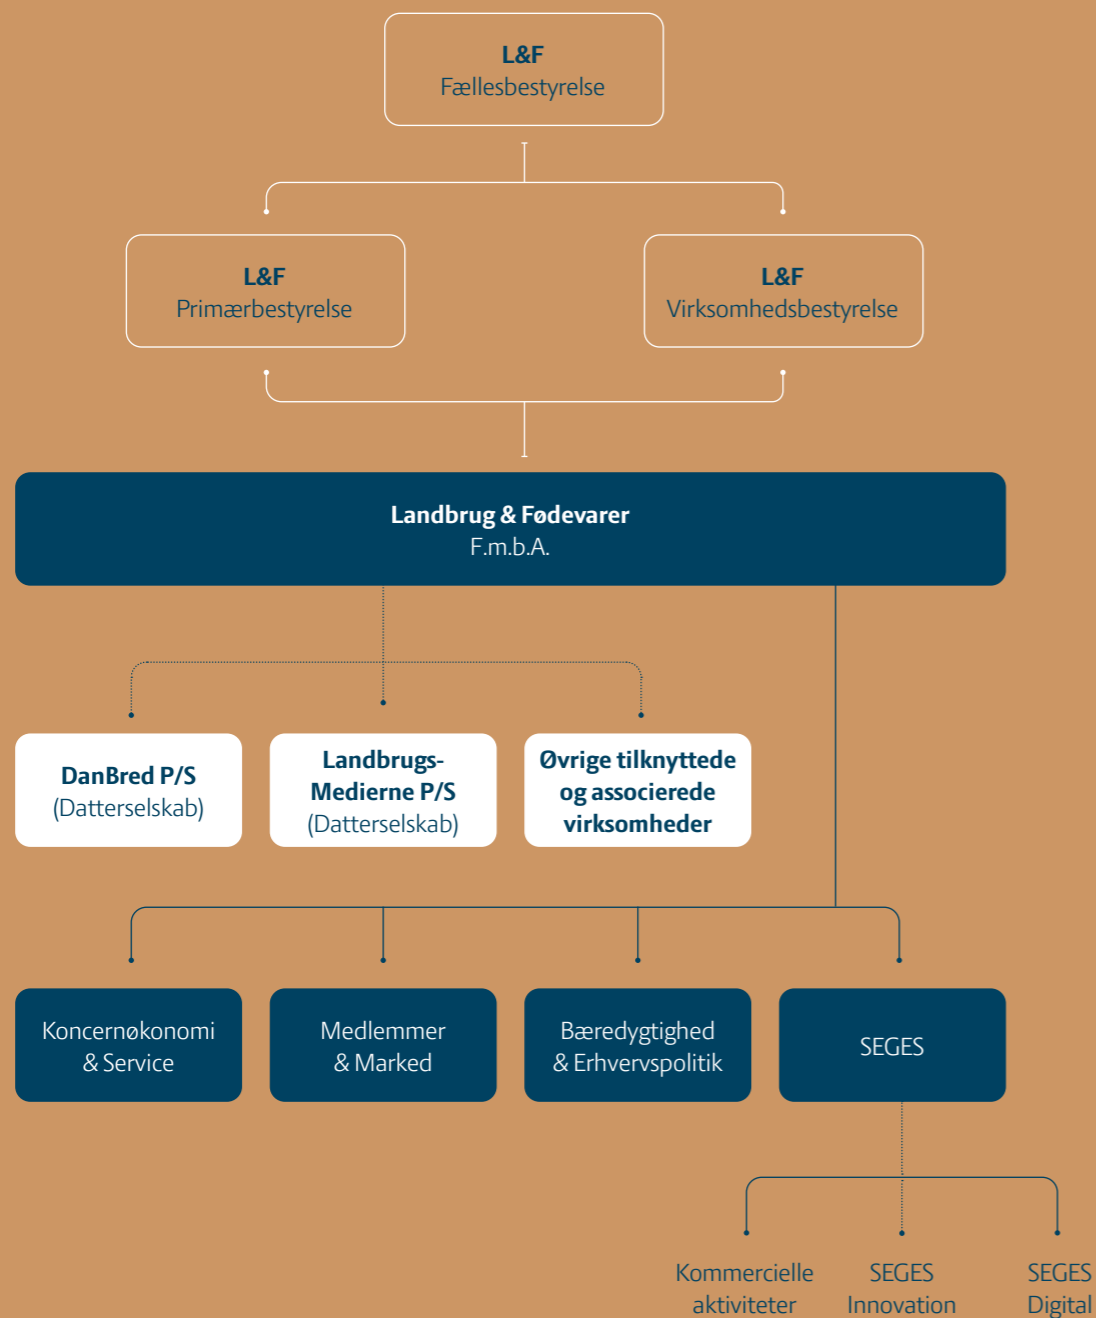 L&F
Fællesbestyrelse
L&F
Primærbestyrelse
L&F
Virksomhedsbestyrelse
Landbrug & Fødevarer
F.m.b.A.
DanBred P/S
(Datterselskab)
Landbrugs-
Medierne P/S
(Datterselskab)
Øvrige tilknyttede
og associerede
virksomheder
Koncernøkonomi
& Service
Medlemmer
& Marked
Bæredygtighed
& Erhvervspolitik
SEGES
Kommercielle
aktiviteter
SEGES
Innovation
SEGES
Digital